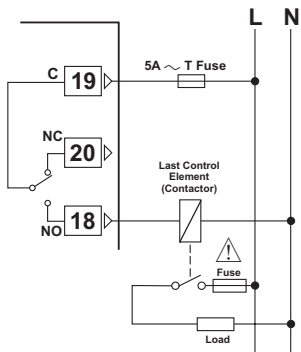 L N
5A ~ T Fuse
C 19
NC
20
Last Control
Element
(Contactor)
18
NO
Fuse
Load